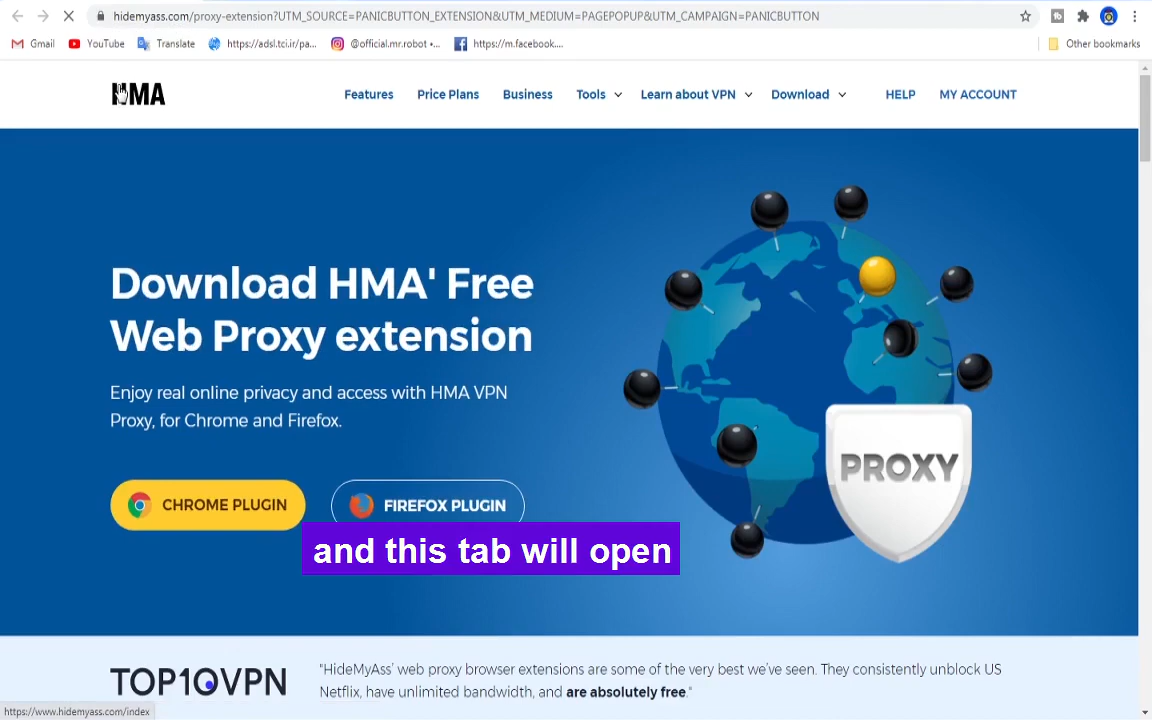 hidemyass.com/proxy-extension?UTM_SOURCE=PANICBUTTON_EXTENSION&UTM_MEDIUM=PAGEPOPUP&UTM_CAMPAIGN=PANICBUTTON
Gmail YouTube Translate https://adsl.tci.ir/pa... @official.mr.robot •... https://m.facebook.... Other bookmarks
HMA Features Price Plans Business Tools Learn about VPN Download HELP MY ACCOUNT
Download HMA' Free
Web Proxy extension
Enjoy real online privacy and access with HMA VPN
Proxy, for Chrome and Firefox.
PROXY
CHROME PLUGIN FIREFOX PLUGIN
and this tab will open
TOP10VPN
"HideMyAss' web proxy browser extensions are some of the very best we've seen. They consistently unblock US
Netflix, have unlimited bandwidth, and are absolutely free."
https://www.hidemyass.com/index